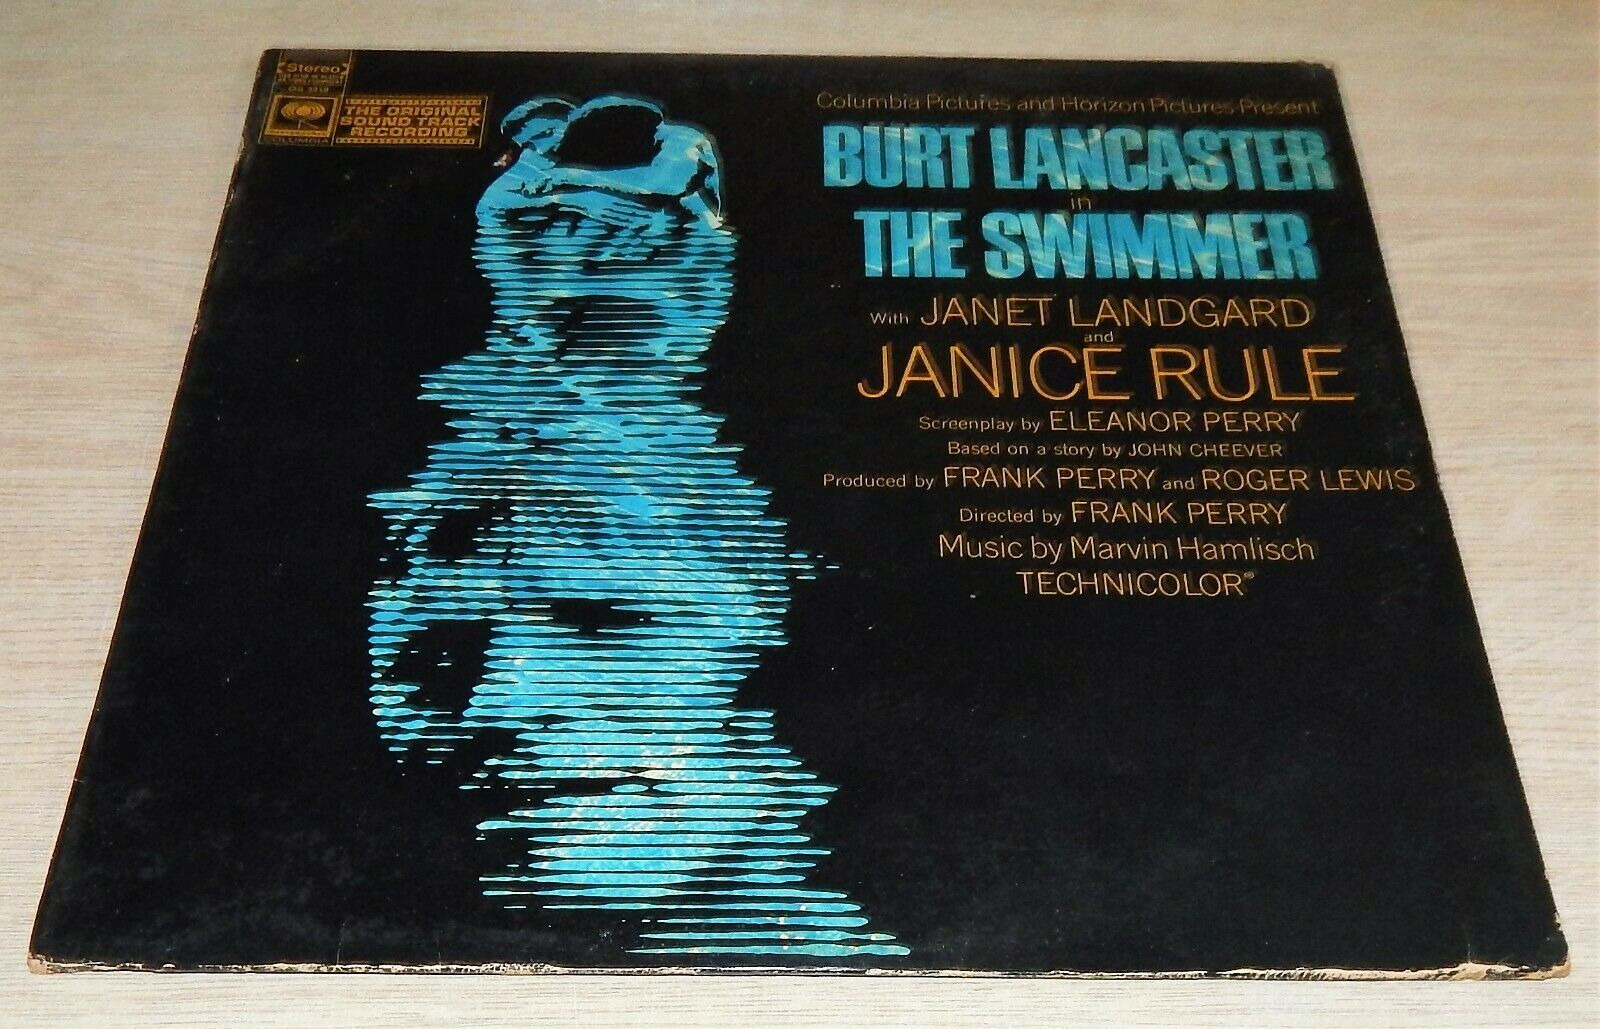 Stereo
OS 3210
COLUMBIA
THE ORIGINAL
SOUND TRACK
RECORDING
Columbia Pictures and Horizon Pictures Present
BURT LANCASTER
in
THE SWIMMER
With JANET LANDGARD
and
JANICE RULE
Screenplay by ELEANOR PERRY
Based on a story by JOHN CHEEVER
Produced by FRANK PERRY and ROGER LEWIS
Directed by FRANK PERRY
Music by Marvin Hamlisch
TECHNICOLOR®